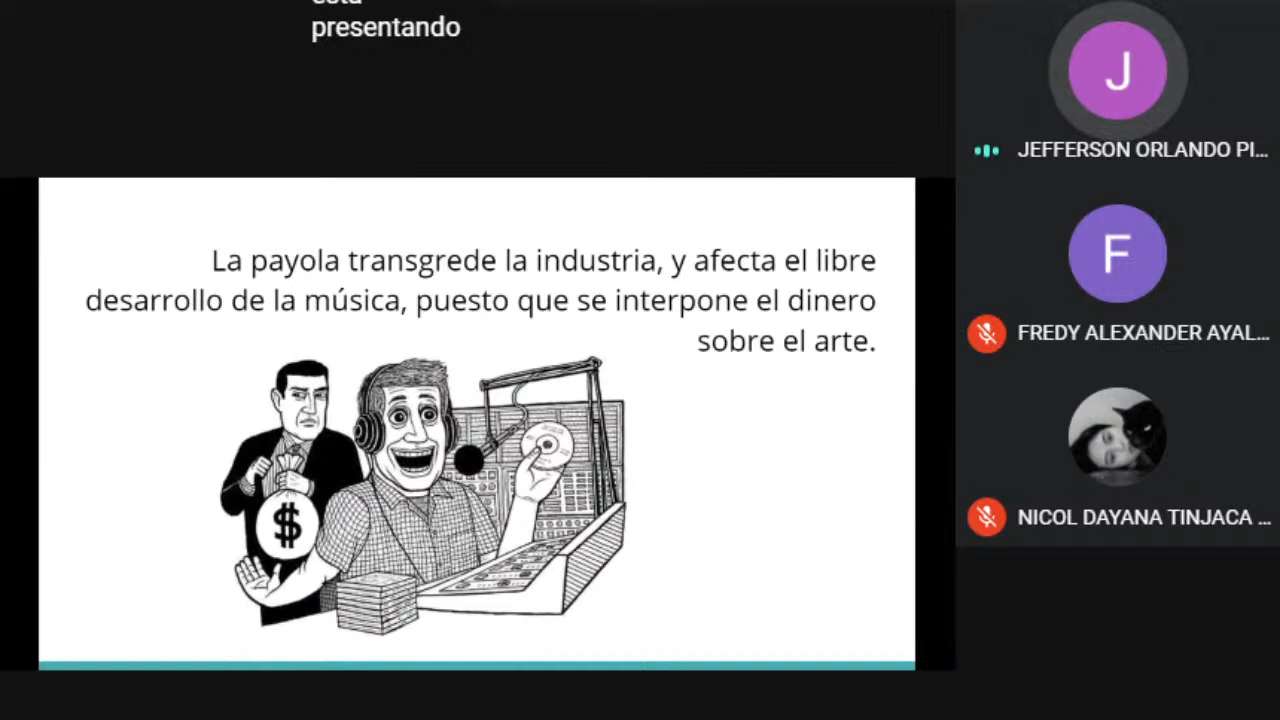 presentando
La payola transgrede la industria, y afecta el libre
desarrollo de la música, puesto que se interpone el dinero
sobre el arte.
$
J
JEFFERSON ORLANDO PI...
F
FREDY ALEXANDER AYAL...
NICOL DAYANA TINJACA ...